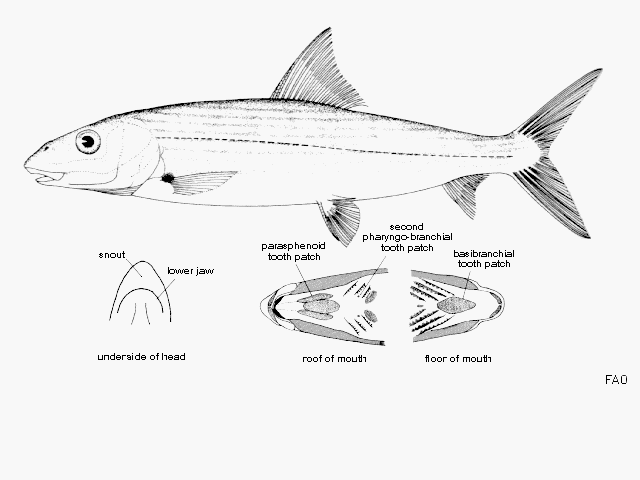 snout
lower jaw
underside of head
parasphenoid
tooth patch
second
pharyngo-branchial
tooth patch
basibranchial
tooth patch
roof of mouth
floor of mouth
FAO